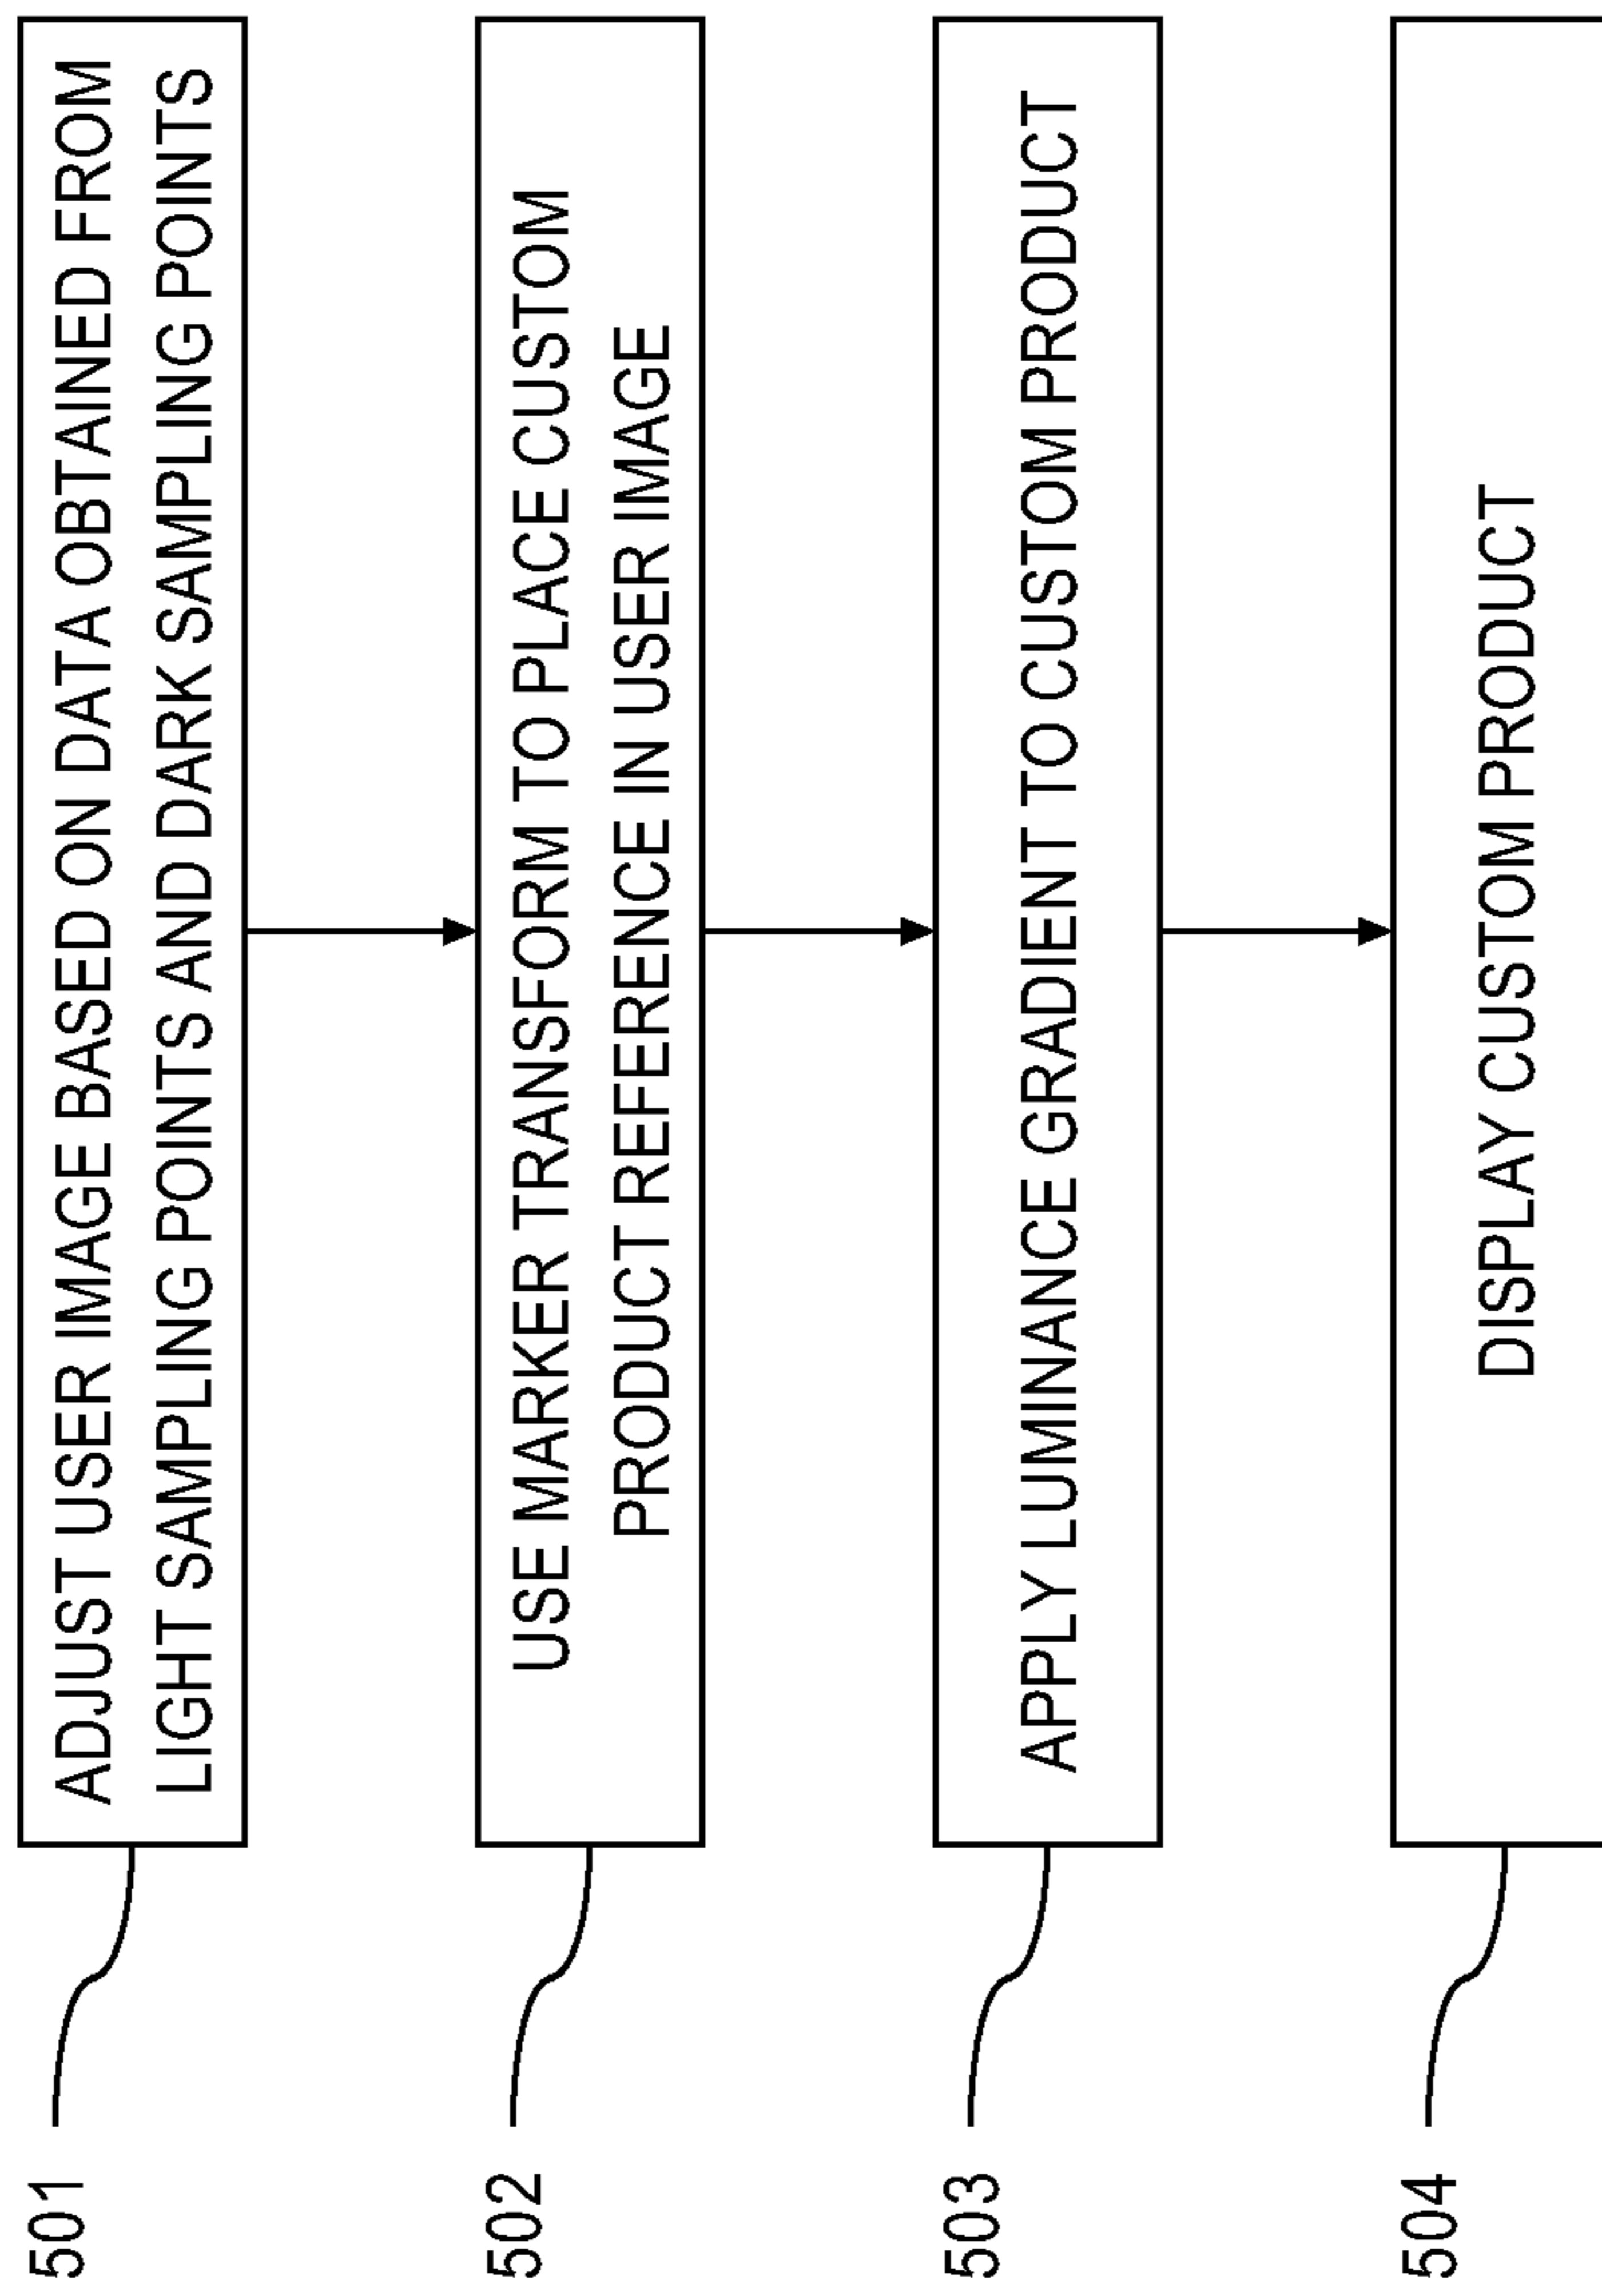 501
ADJUST USER IMAGE BASED ON DATA OBTAINED FROM
LIGHT SAMPLING POINTS AND DARK SAMPLING POINTS
502
USE MARKER TRANSFORM TO PLACE CUSTOM
PRODUCT REFERENCE IN USER IMAGE
503
APPLY LUMINANCE GRADIENT TO CUSTOM PRODUCT
504
DISPLAY CUSTOM PRODUCT